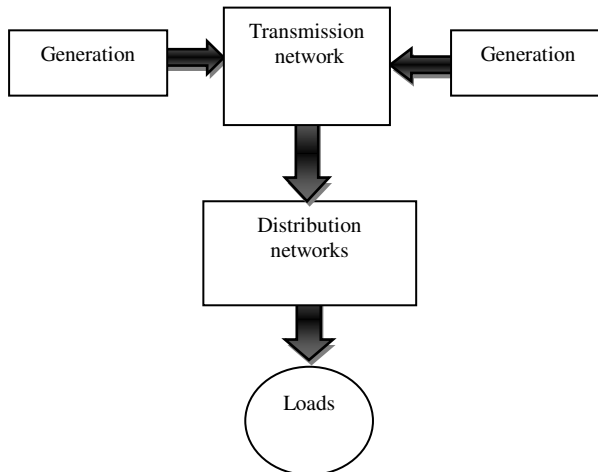 Generation
Transmission
network
Generation
Distribution
networks
Loads